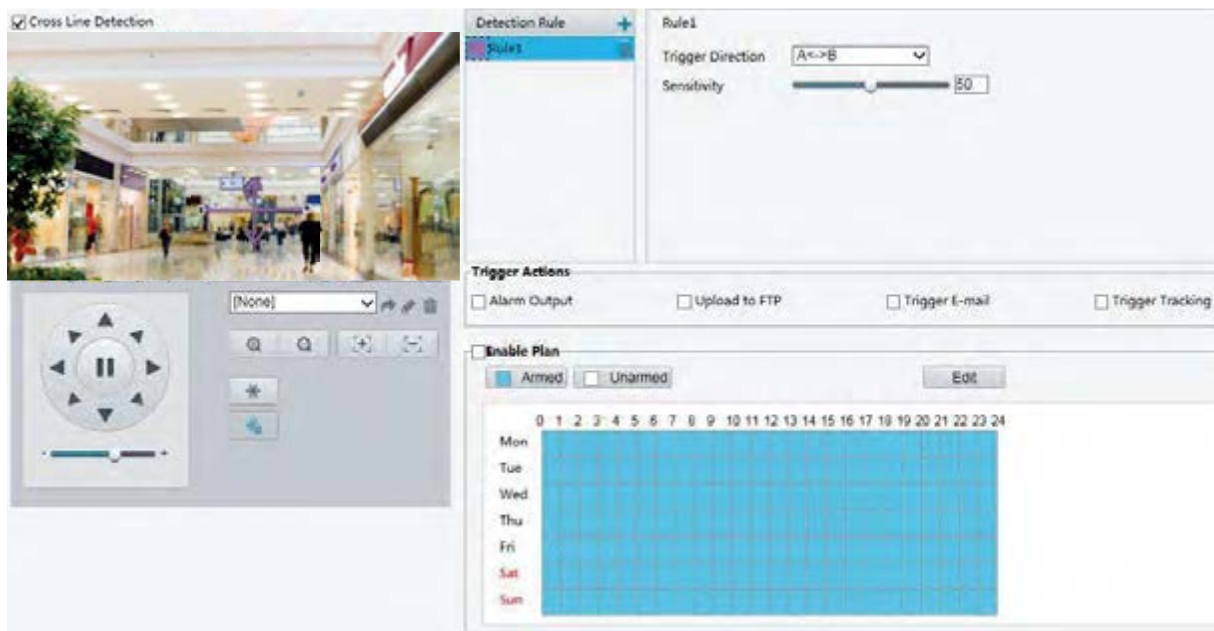 Cross Line Detection
Detection Rule
Rule1
Rule1
Trigger Direction A<->B
Sensitivity 50
[None]
Trigger Actions
Alarm Output Upload to FTP Trigger E-mail Trigger Tracking
Enable Plan
Armed Unarmed Edit
0 1 2 3 4 5 6 7 8 9 10 11 12 13 14 15 16 17 18 19 20 21 22 23 24
Mon
Tue
Wed
Thu
Fri
Sat
Sun